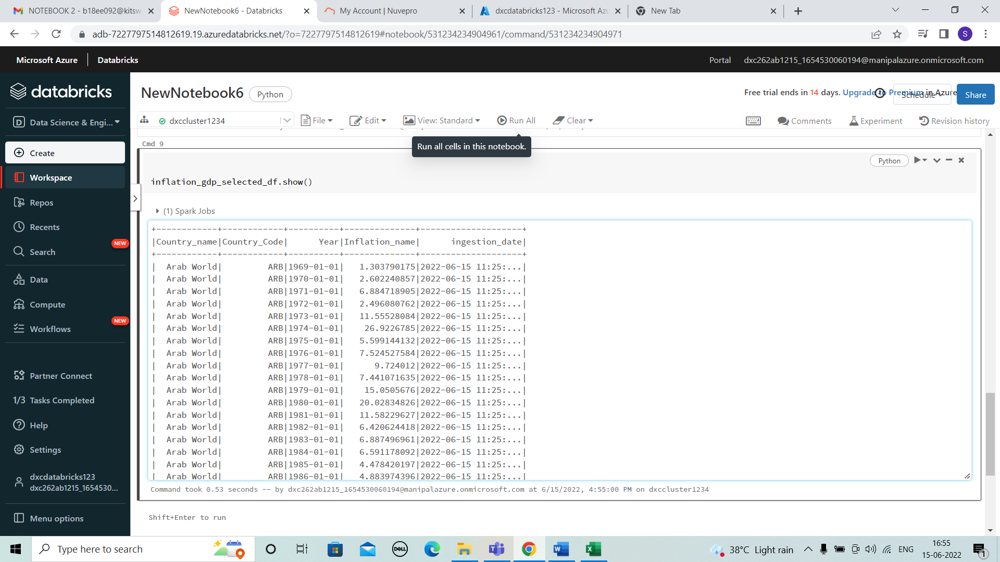 NOTEBOOK 2 - b18ee092@kitsw
NewNotebook6 - Databricks
My Account | Nuvepro
dxcdatabricks123 - Microsoft Azu
New Tab
adb-7227797514812619.19.azuredatabricks.net/?o=7227797514812619#notebook/531234234904961/command/531234234904971
S
Microsoft Azure
Databricks
Portal
dxc262ab1215_1654530060194@manipalazure.onmicrosoft.com
databricks
D Data Science & Engi...
Create
Workspace
Repos
Recents
NEW
Search
Data
Compute
NEW
Workflows
Partner Connect
1/3 Tasks Completed
Help
Settings
dxcdatabricks123
dxc262ab1215_1654530...
Menu options
NewNotebook6
Python
Free trial ends in 14 days. Upgrade to Premium in Azure
Schedule
Share
dxccluster1234
File
Edit
View: Standard
Run All
Clear
Comments
Experiment
Revision history
Cmd 9
Run all cells in this notebook.
Python
inflation_gdp_selected_df.show()
(1) Spark Jobs
+------------+------------+----------+--------------+--------------------+
|Country_name|Country_Code|      Year|Inflation_name|      ingestion_date|
+------------+------------+----------+--------------+--------------------+
|  Arab World|         ARB|1969-01-01|   1.303790175|2022-06-15 11:25:...|
|  Arab World|         ARB|1970-01-01|   2.602240857|2022-06-15 11:25:...|
|  Arab World|         ARB|1971-01-01|   6.884718905|2022-06-15 11:25:...|
|  Arab World|         ARB|1972-01-01|   2.496080762|2022-06-15 11:25:...|
|  Arab World|         ARB|1973-01-01|   11.55528084|2022-06-15 11:25:...|
|  Arab World|         ARB|1974-01-01|    26.9226785|2022-06-15 11:25:...|
|  Arab World|         ARB|1975-01-01|   5.599144132|2022-06-15 11:25:...|
|  Arab World|         ARB|1976-01-01|   7.524527584|2022-06-15 11:25:...|
|  Arab World|         ARB|1977-01-01|      9.724012|2022-06-15 11:25:...|
|  Arab World|         ARB|1978-01-01|   7.441071635|2022-06-15 11:25:...|
|  Arab World|         ARB|1979-01-01|    15.0505676|2022-06-15 11:25:...|
|  Arab World|         ARB|1980-01-01|   20.02834826|2022-06-15 11:25:...|
|  Arab World|         ARB|1981-01-01|   11.58229627|2022-06-15 11:25:...|
|  Arab World|         ARB|1982-01-01|   6.420624418|2022-06-15 11:25:...|
|  Arab World|         ARB|1983-01-01|   6.887496961|2022-06-15 11:25:...|
|  Arab World|         ARB|1984-01-01|   6.591178092|2022-06-15 11:25:...|
|  Arab World|         ARB|1985-01-01|   4.478420197|2022-06-15 11:25:...|
|  Arab World|         ARB|1986-01-01|   4.883974396|2022-06-15 11:25:...|
Command took 0.53 seconds -- by dxc262ab1215_1654530060194@manipalazure.onmicrosoft.com at 6/15/2022, 4:55:00 PM on dxccluster1234
Shift+Enter to run
Type here to search
DELL
38°C Light rain
ENG
16:55
15-06-2022
1